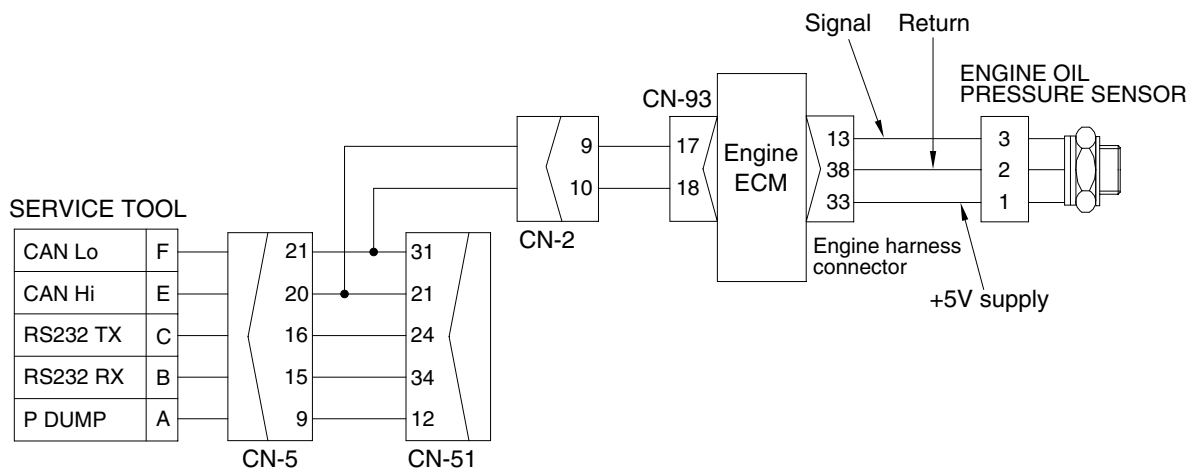 Signal Return
ENGINE OIL
PRESSURE SENSOR
CN-93
9 17 Engine 13 3
ECM 38 2
10 18 33 1
CN-2
Engine harness
connector
+5V supply
SERVICE TOOL
CAN Lo F 21 31
CAN Hi E 20 21
RS232 TX C 16 24
RS232 RX B 15 34
P DUMP A 9 12
CN-5 CN-51